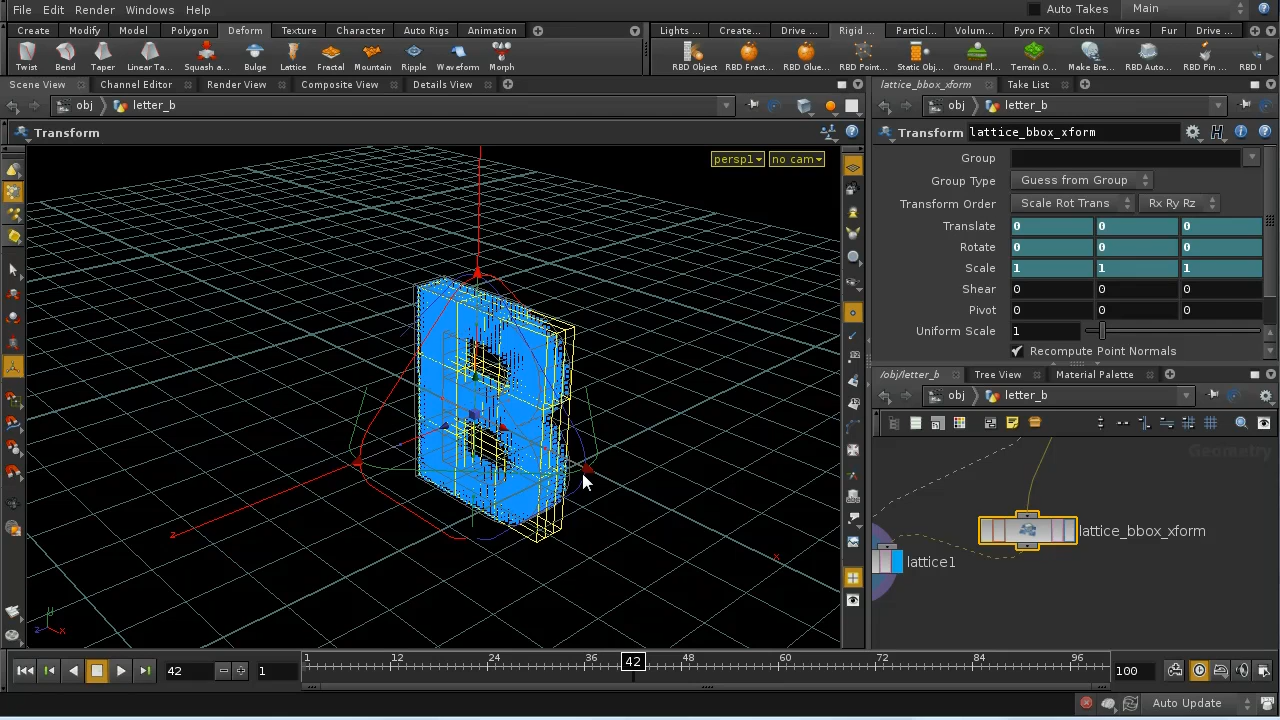 File Edit Render Windows Help Auto Takes Main
Create Modify Model Polygon Deform Texture Character Auto Rigs Animation Lights ... Create... Drive ... Rigid ... Particl... Volum... Pyro FX Cloth Wires Fur Drive ...
Twist Bend Taper Linear Ta... Squash a... Bulge Lattice Fractal Mountain Ripple Waveform Morph RBD Object RBD Fract... RBD Glue... RBD Point... Static Obj... Ground Pl... Terrain O... Make Bre... RBD Auto... RBD Pin ... RBD I
Scene View Channel Editor Render View Composite View Details View lattice_bbox_xform Take List
obj letter_b obj letter_b
Transform Transform lattice_bbox_xform
persp1 no cam
Group
Group Type Guess from Group
Transform Order Scale Rot Trans Rx Ry Rz
Translate 0 0 0
Rotate 0 0 0
Scale 1 1 1
Shear 0 0 0
Pivot 0 0 0
Uniform Scale 1
Recompute Point Normals
/obj/letter_b Tree View Material Palette
obj letter_b
Geometry
lattice_bbox_xform
lattice1
z x
y z x
42 1 1 12 24 36 42 48 60 72 84 96 100
Auto Update